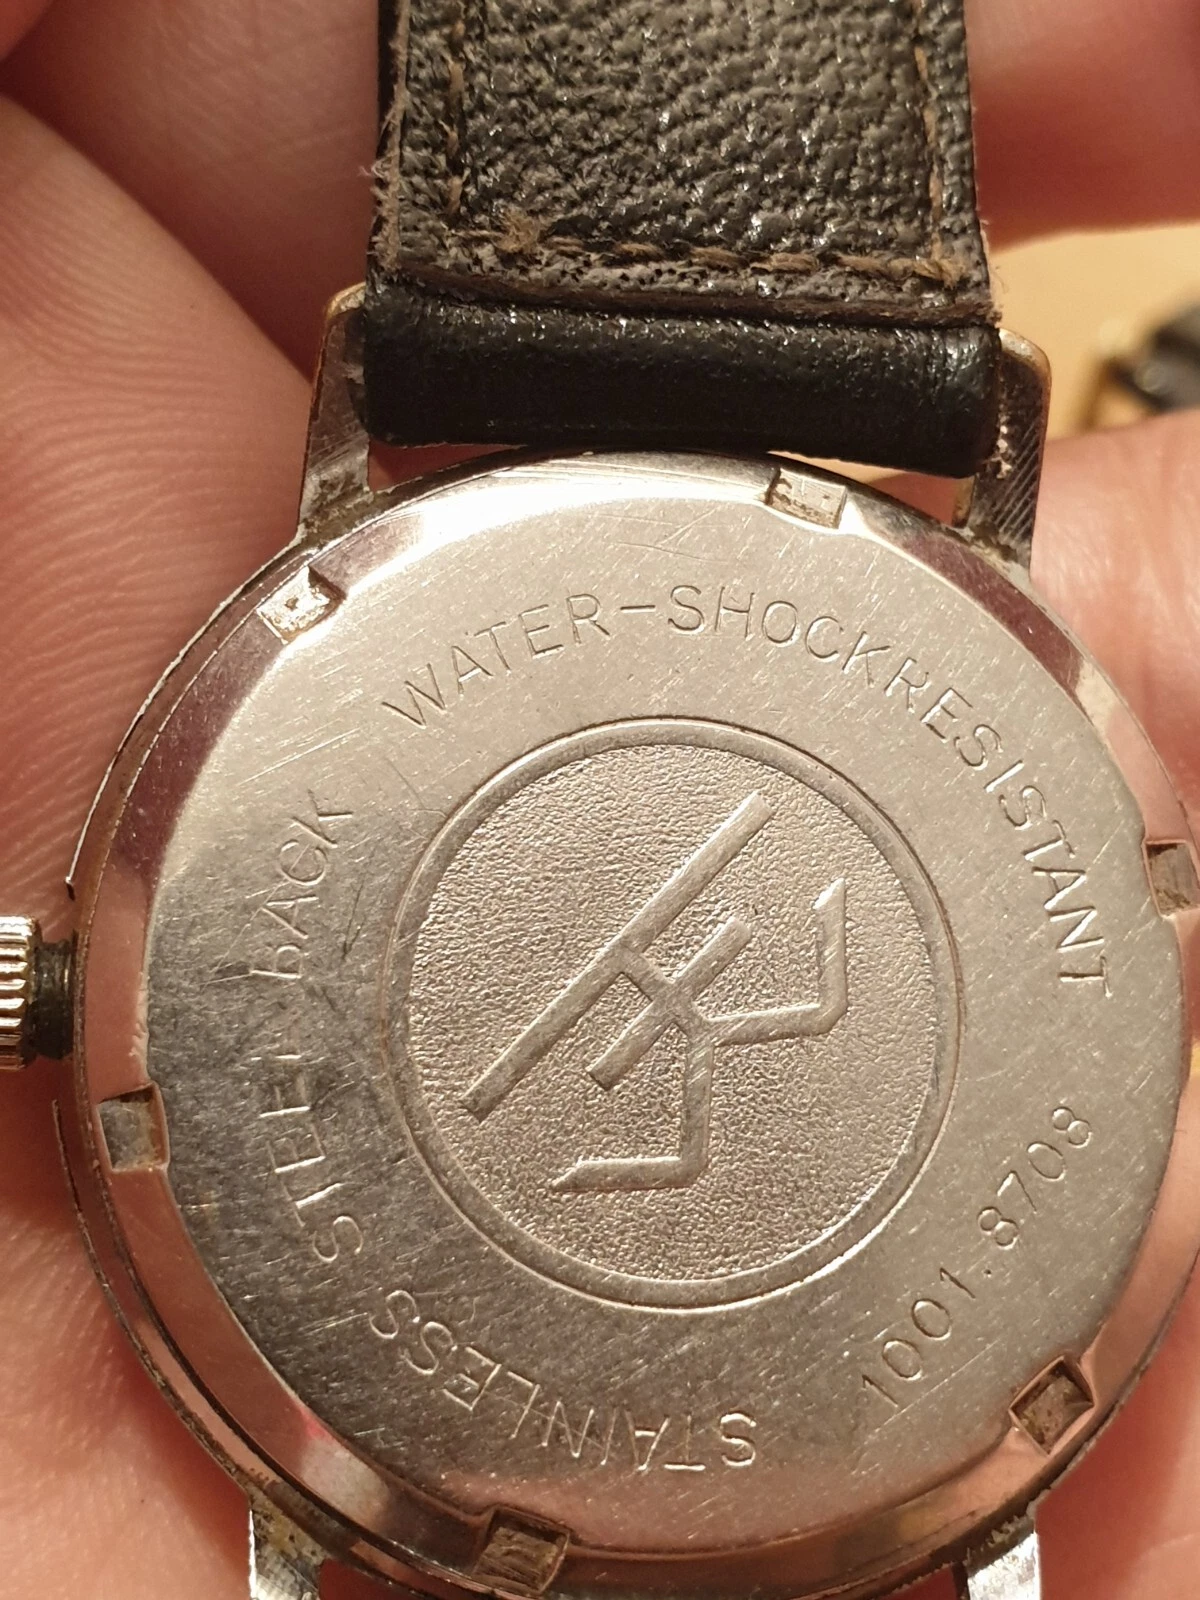 WATER-SHOCKRESISTANT
1001.8708
STAINLESS STEEL bACK